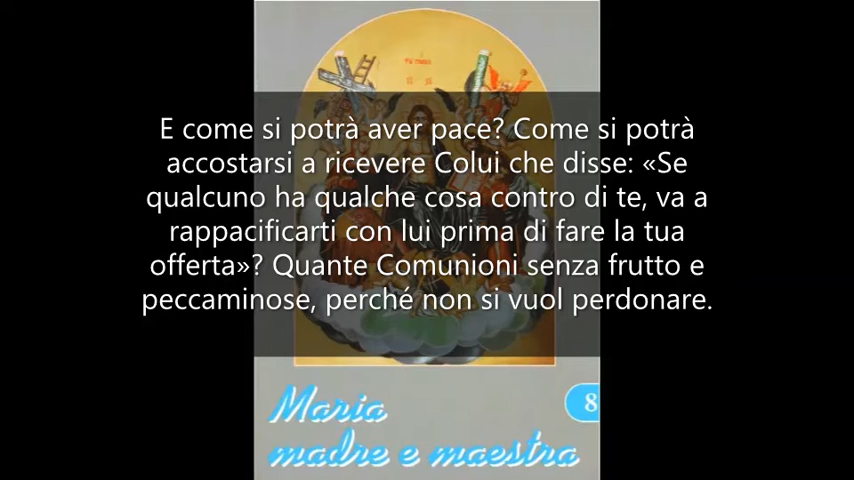 E come si potrà aver pace? Come si potrà
accostarsi a ricevere Colui che disse: «Se
qualcuno ha qualche cosa contro di te, va a
rappacificarti con lui prima di fare la tua
offerta»? Quante Comunioni senza frutto e
peccaminose, perché non si vuol perdonare.
Maria
8
madre e maestra